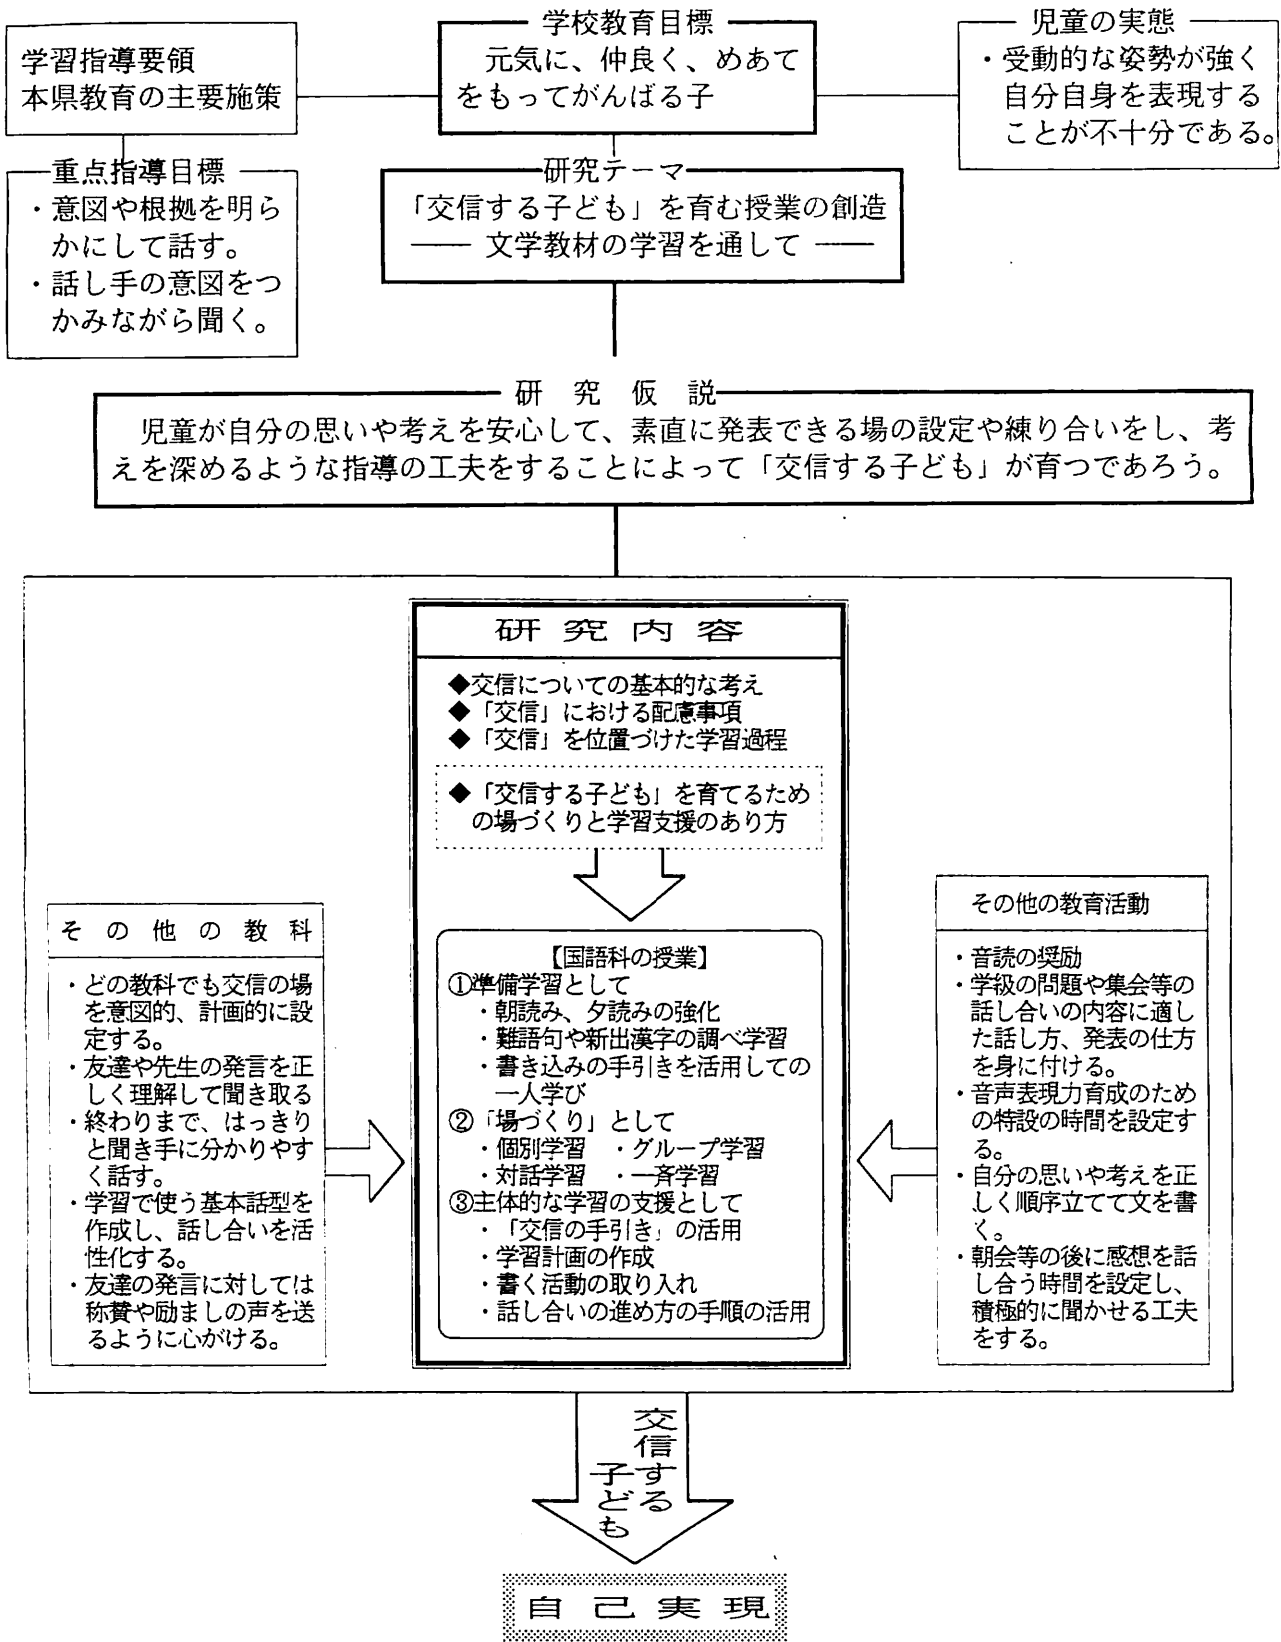 学習指導要領
本県教育の主要施策
学校教育目標
元気に、仲良く、めあて
をもってがんばる子
児童の実態
・受動的な姿勢が強く
自分自身を表現する
ことが不十分である。
重点指導目標
・意図や根拠を明ら
かにして話す。
・話し手の意図をつ
かみながら聞く。
研究テーマ
「交信する子ども」を育む授業の創造
── 文学教材の学習を通して ──
研究仮説
児童が自分の思いや考えを安心して、素直に発表できる場の設定や練り合いをし、考
えを深めるような指導の工夫をすることによって「交信する子ども」が育つであろう。
研究内容
◆交信についての基本的な考え
◆「交信」における配慮事項
◆「交信」を位置づけた学習過程
◆「交信する子ども」を育てるため
の場づくりと学習支援のあり方
その他の教科
・どの教科でも交信の場
を意図的、計画的に設
定する。
・友達や先生の発言を正
しく理解して聞き取る
・終わりまで、はっきり
と聞き手に分かりやす
く話す。
・学習で使う基本話型を
作成し、話し合いを活
性化する。
・友達の発言に対しては
称賛や励ましの声を送
るように心がける。
【国語科の授業】
①準備学習として
・朝読み、夕読みの強化
・難語句や新出漢字の調べ学習
・書き込みの手引きを活用しての
一人学び
②「場づくり」として
・個別学習 ・グループ学習
・対話学習 ・一斉学習
③主体的な学習の支援として
・「交信の手引き」の活用
・学習計画の作成
・書く活動の取り入れ
・話し合いの進め方の手順の活用
その他の教育活動
・音読の奨励
・学級の問題や集会等の
話し合いの内容に適し
た話し方、発表の仕方
を身に付ける。
・音声表現力育成のため
の特設の時間を設定す
る。
・自分の思いや考えを正
しく順序立てて文を書
く。
・朝会等の後に感想を話
し合う時間を設定し、
積極的に聞かせる工夫
をする。
交信する
子ども
自己実現